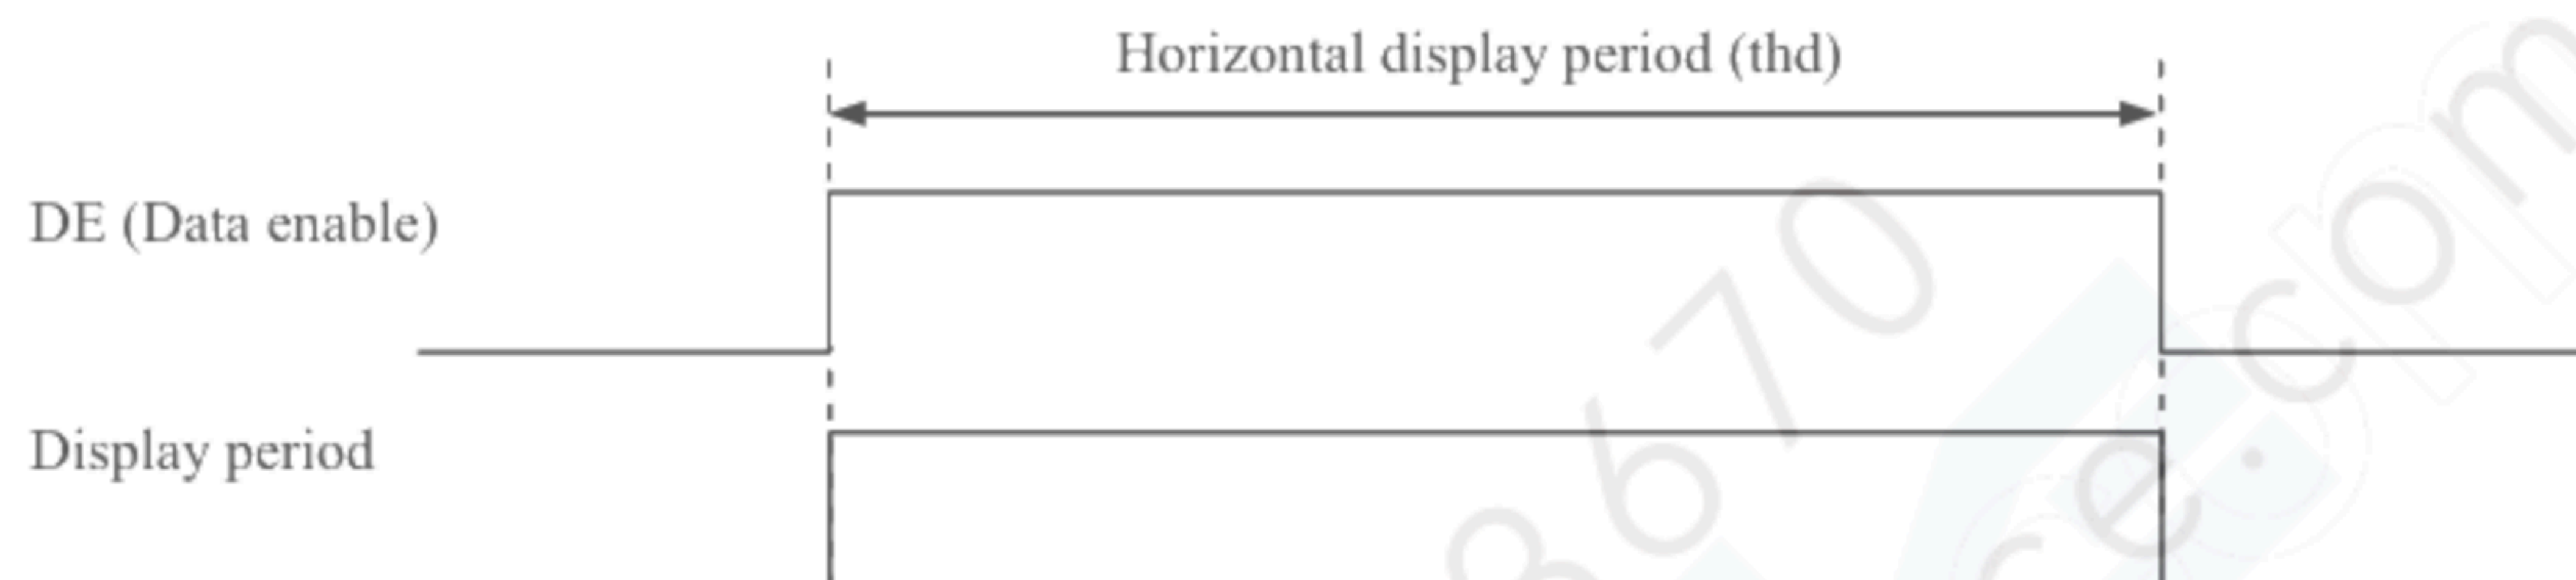 Horizontal display period (thd)
DE (Data enable)
Display period